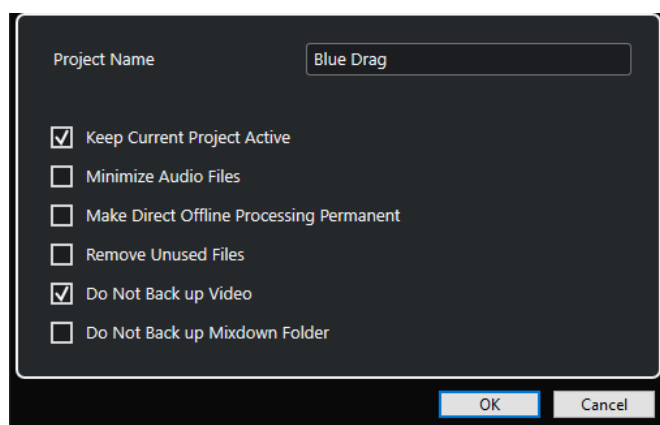 Project Name
Blue Drag
Keep Current Project Active
Minimize Audio Files
Make Direct Offline Processing Permanent
Remove Unused Files
Do Not Back up Video
Do Not Back up Mixdown Folder
OK
Cancel